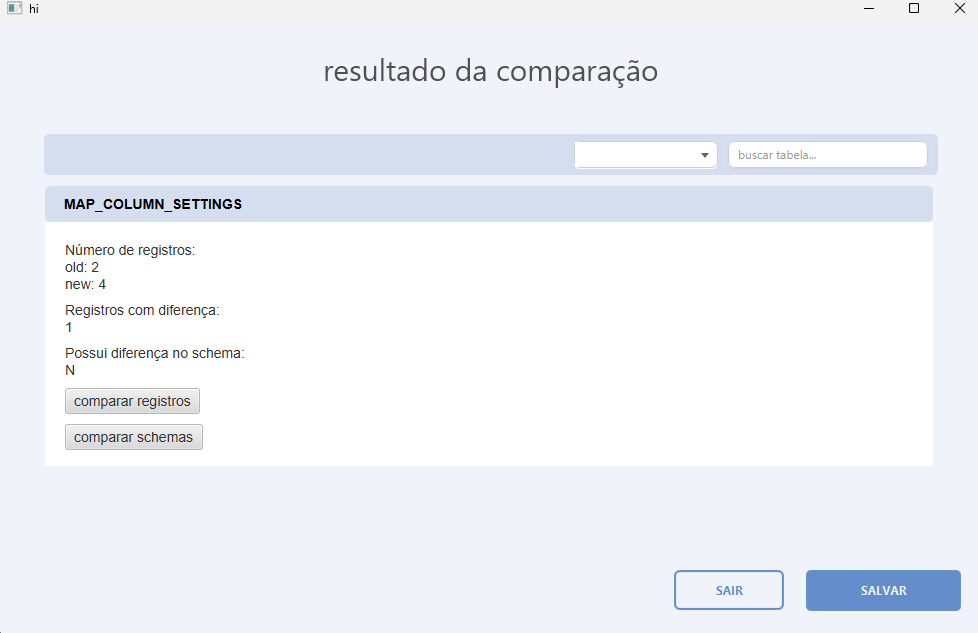 hi
resultado da comparação
buscar tabela...
MAP_COLUMN_SETTINGS
Número de registros:
old: 2
new: 4
Registros com diferença:
1
Possui diferença no schema:
N
comparar registros
comparar schemas
SAIR
SALVAR